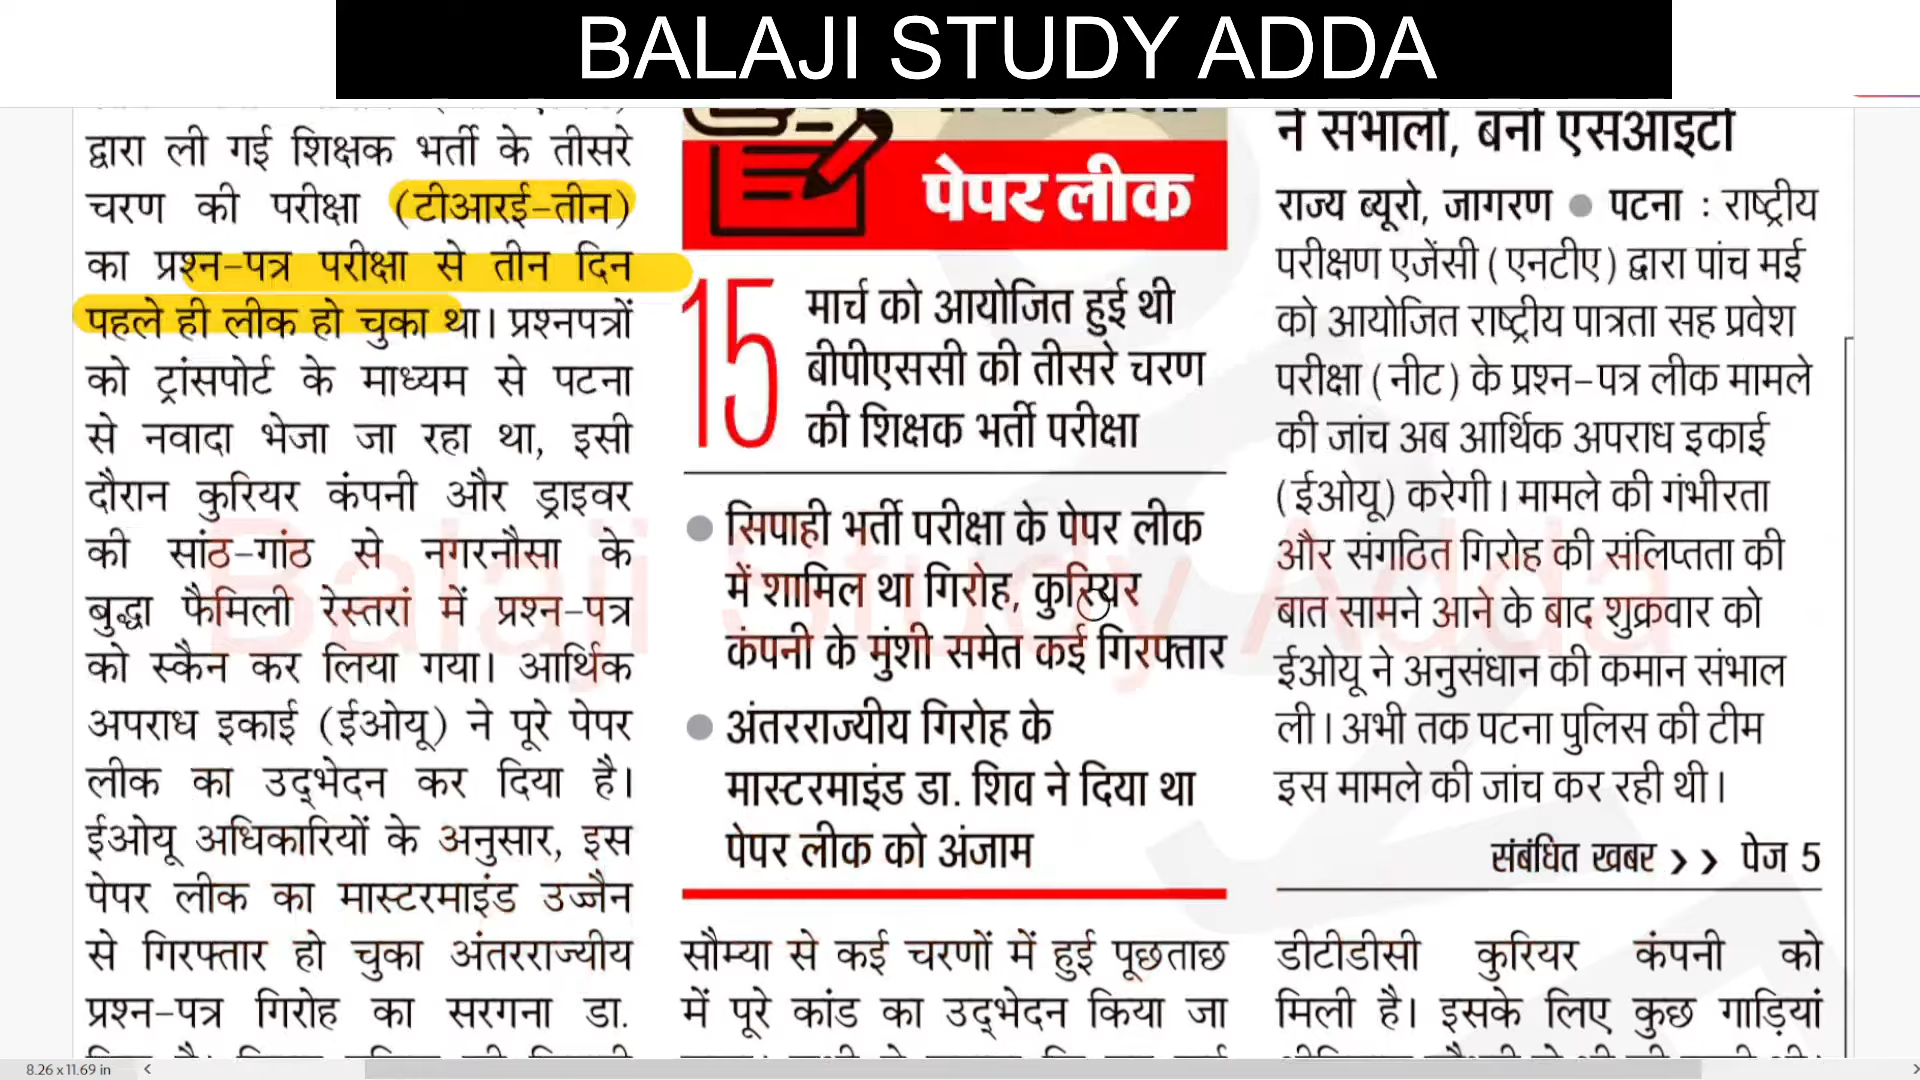 BALAJI STUDY ADDA
द्वारा ली गई शिक्षक भर्ती के तीसरे
चरण की परीक्षा (टीआरई-तीन)
का प्रश्न-पत्र परीक्षा से तीन दिन
पहले ही लीक हो चुका था। प्रश्नपत्रों
को ट्रांसपोर्ट के माध्यम से पटना
से नवादा भेजा जा रहा था, इसी
दौरान कुरियर कंपनी और ड्राइवर
की सांठ-गांठ से नगरनौसा के
बुद्धा फैमिली रेस्तरां में प्रश्न-पत्र
को स्कैन कर लिया गया। आर्थिक
अपराध इकाई (ईओयू) ने पूरे पेपर
लीक का उद्भेदन कर दिया है।
ईओयू अधिकारियों के अनुसार, इस
पेपर लीक का मास्टरमाइंड उज्जैन
से गिरफ्तार हो चुका अंतरराज्यीय
प्रश्न-पत्र गिरोह का सरगना डा.
पेपर लीक
15 मार्च को आयोजित हुई थी
बीपीएससी की तीसरे चरण
की शिक्षक भर्ती परीक्षा
● सिपाही भर्ती परीक्षा के पेपर लीक
में शामिल था गिरोह, कुरियर
कंपनी के मुंशी समेत कई गिरफ्तार
● अंतरराज्यीय गिरोह के
मास्टरमाइंड डा. शिव ने दिया था
पेपर लीक को अंजाम
सौम्या से कई चरणों में हुई पूछताछ
में पूरे कांड का उद्भेदन किया जा
ने संभाली, बनी एसआइटी
राज्य ब्यूरो, जागरण ● पटना : राष्ट्रीय
परीक्षण एजेंसी (एनटीए) द्वारा पांच मई
को आयोजित राष्ट्रीय पात्रता सह प्रवेश
परीक्षा (नीट) के प्रश्न-पत्र लीक मामले
की जांच अब आर्थिक अपराध इकाई
(ईओयू) करेगी। मामले की गंभीरता
और संगठित गिरोह की संलिप्तता की
बात सामने आने के बाद शुक्रवार को
ईओयू ने अनुसंधान की कमान संभाल
ली। अभी तक पटना पुलिस की टीम
इस मामले की जांच कर रही थी।
संबंधित खबर ❯❯ पेज 5
डीटीडीसी कुरियर कंपनी को
मिली है। इसके लिए कुछ गाड़ियां
Balaji Study Adda
8.26 x 11.69 in